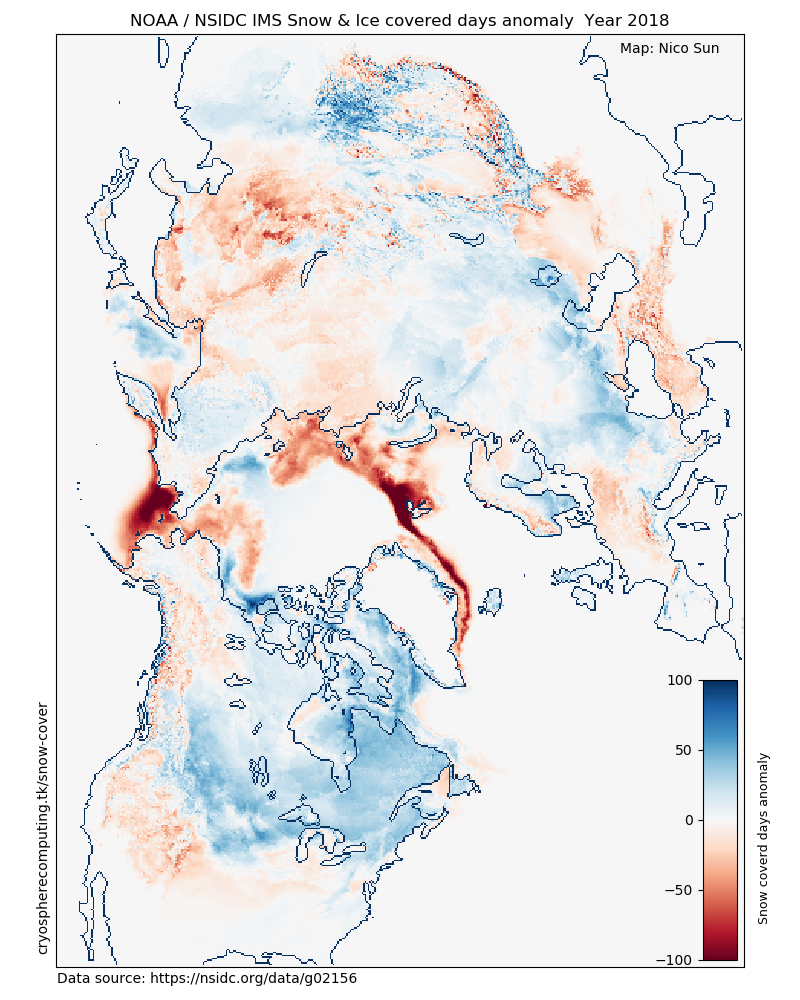 NOAA / NSIDC IMS Snow & Ice covered days anomaly  Year 2018
Map: Nico Sun
cryospherecomputing.tk/snow-cover
100
50
0
−50
−100
Snow coverd days anomaly
Data source: https://nsidc.org/data/g02156